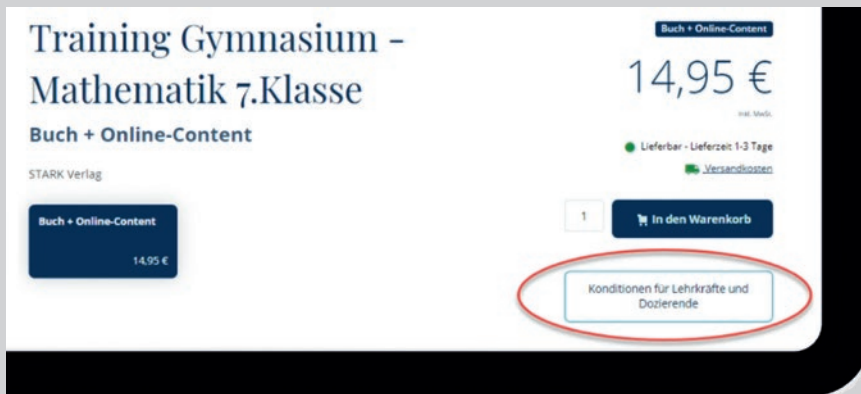 Training Gymnasium -
Mathematik 7.Klasse
Buch + Online-Content
STARK Verlag
Buch + Online-Content
14,95 €
Buch + Online-Content
14,95 €
inkl. MwSt.
Lieferbar - Lieferzeit 1-3 Tage
Versandkosten
1
In den Warenkorb
Konditionen für Lehrkräfte und
Dozierende